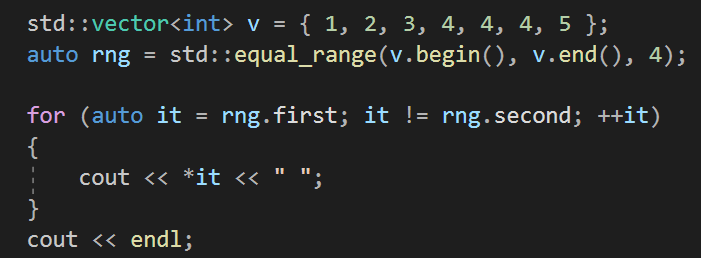 std::vector<int> v = { 1, 2, 3, 4, 4, 4, 5 };
auto rng = std::equal_range(v.begin(), v.end(), 4);
for (auto it = rng.first; it != rng.second; ++it)
{
cout << *it << " ";
}
cout << endl;